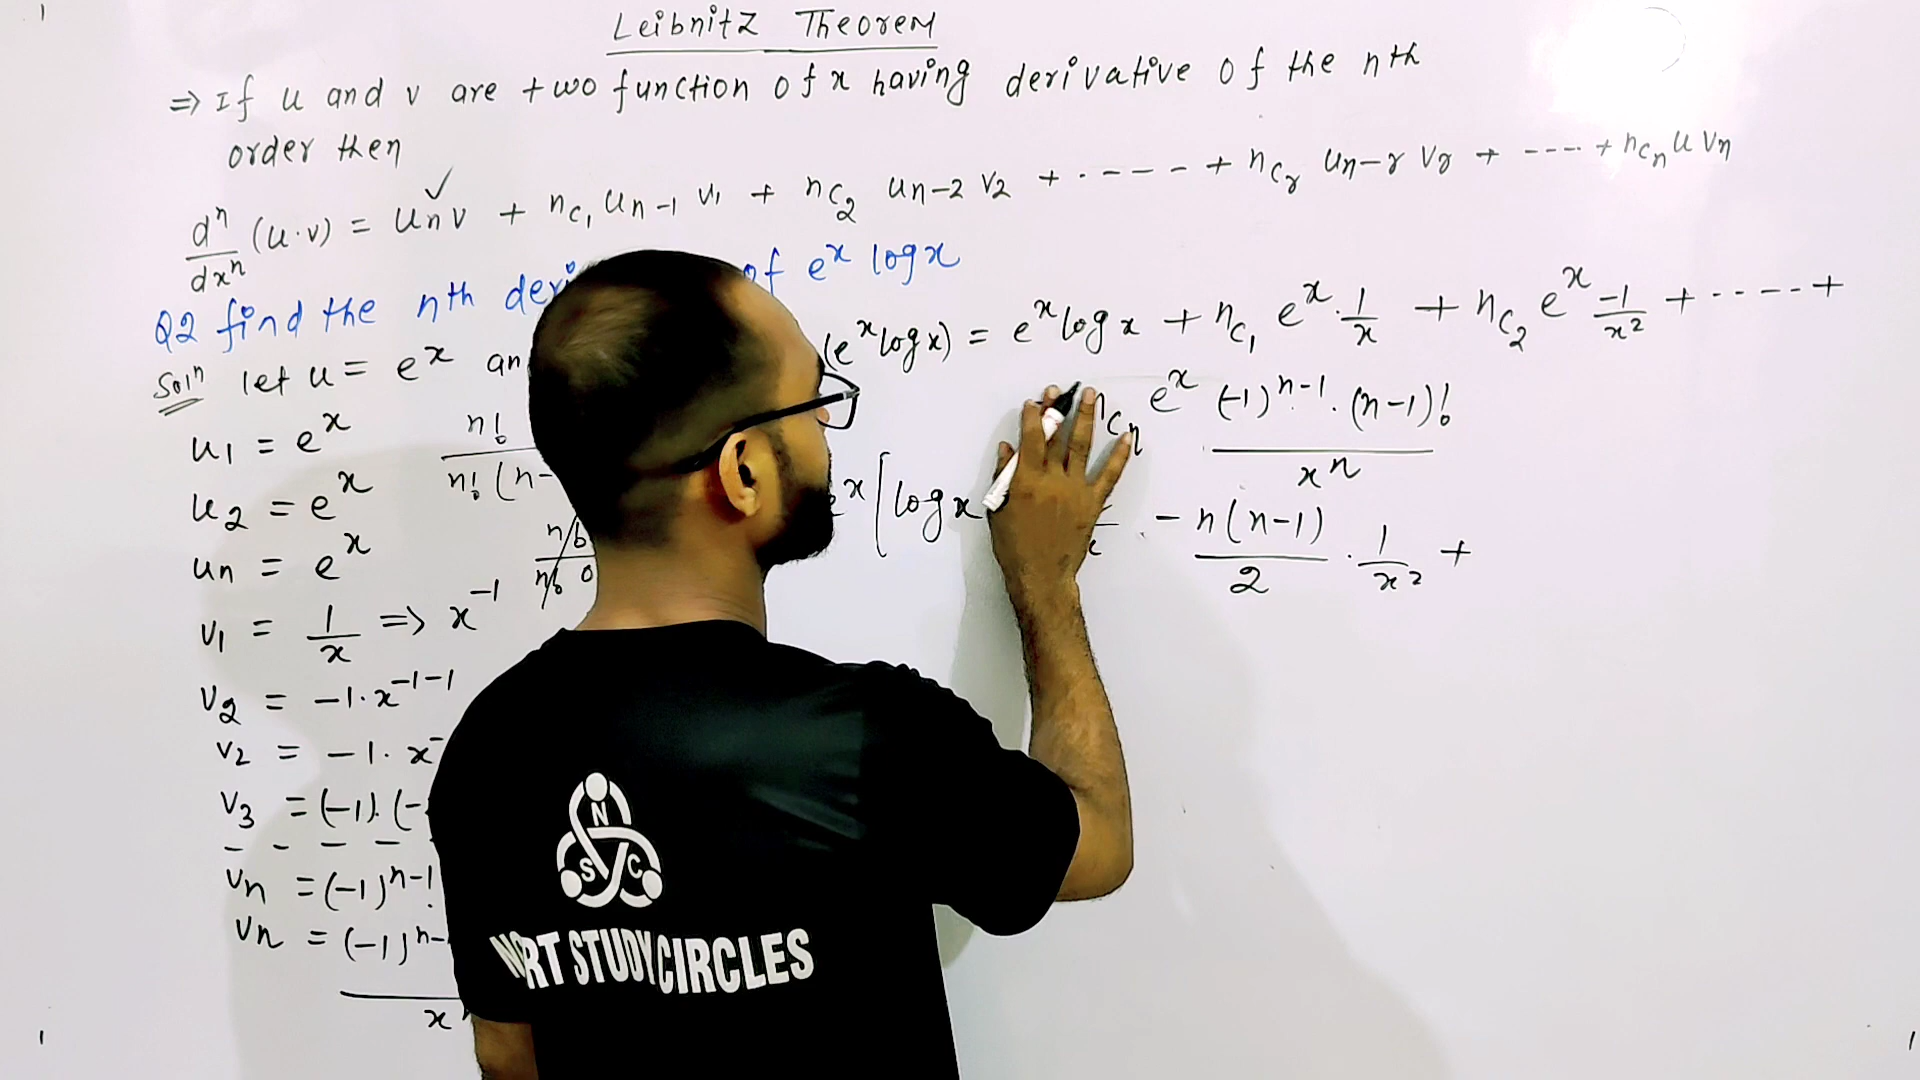 Leibnitz Theorem
⇒ If u and v are two function of x having derivative of the nth
order then
dⁿ/dxⁿ (u·v) = uₙv + nc₁ uₙ₋₁ v₁ + nc₂ uₙ₋₂ v₂ + ·---- + ncᵣ uₙ₋ᵣ vᵣ + ---- + ncₙ u vₙ
Q2 find the nth of eˣ log x
Solⁿ let u = eˣ
u₁ = eˣ
u₂ = eˣ
uₙ = eˣ
v₁ = 1/x ⇒ x⁻¹
v₂ = -1·x⁻¹⁻¹
v₂ = -1· x⁻
v₃ = (-1)·(-
- - - - -
vₙ = (-1)ⁿ⁻¹
vₙ = (-1)ⁿ⁻
x
n!
n! (n-
(eˣ log x) = eˣ log x + nc₁ eˣ · 1/x + nc₂ eˣ -1/x² + ·---· +
ncₙ eˣ (-1)ⁿ⁻¹ · (n-1)!/xⁿ
eˣ [log x - n(n-1)/2 · 1/x² +
N S C
STUDY CIRCLES